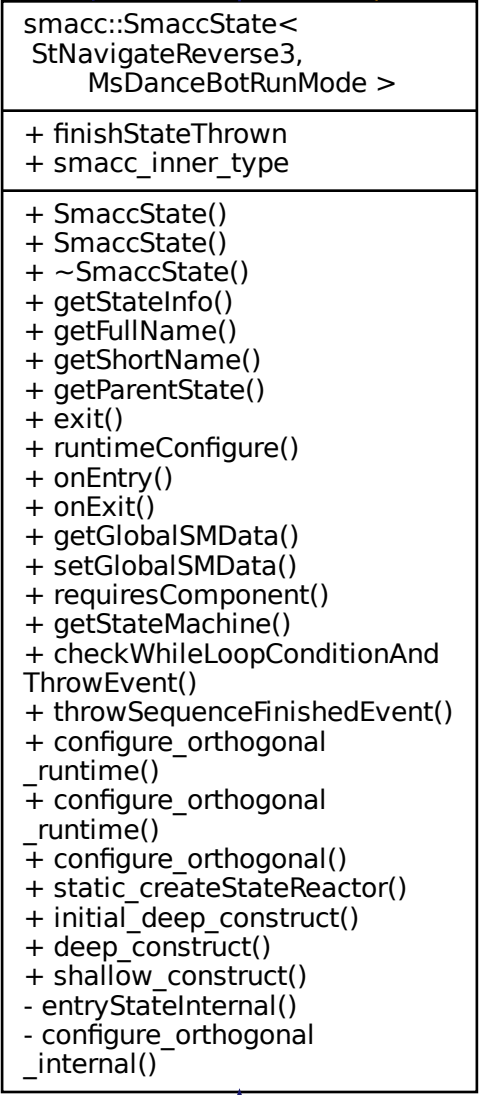 smacc::SmaccState<
StNavigateReverse3,
MsDanceBotRunMode >
+ finishStateThrown
+ smacc_inner_type
+ SmaccState()
+ SmaccState()
+ ~SmaccState()
+ getStateInfo()
+ getFullName()
+ getShortName()
+ getParentState()
+ exit()
+ runtimeConfigure()
+ onEntry()
+ onExit()
+ getGlobalSMData()
+ setGlobalSMData()
+ requiresComponent()
+ getStateMachine()
+ checkWhileLoopConditionAnd
ThrowEvent()
+ throwSequenceFinishedEvent()
+ configure_orthogonal
_runtime()
+ configure_orthogonal
_runtime()
+ configure_orthogonal()
+ static_createStateReactor()
+ initial_deep_construct()
+ deep_construct()
+ shallow_construct()
- entryStateInternal()
- configure_orthogonal
_internal()